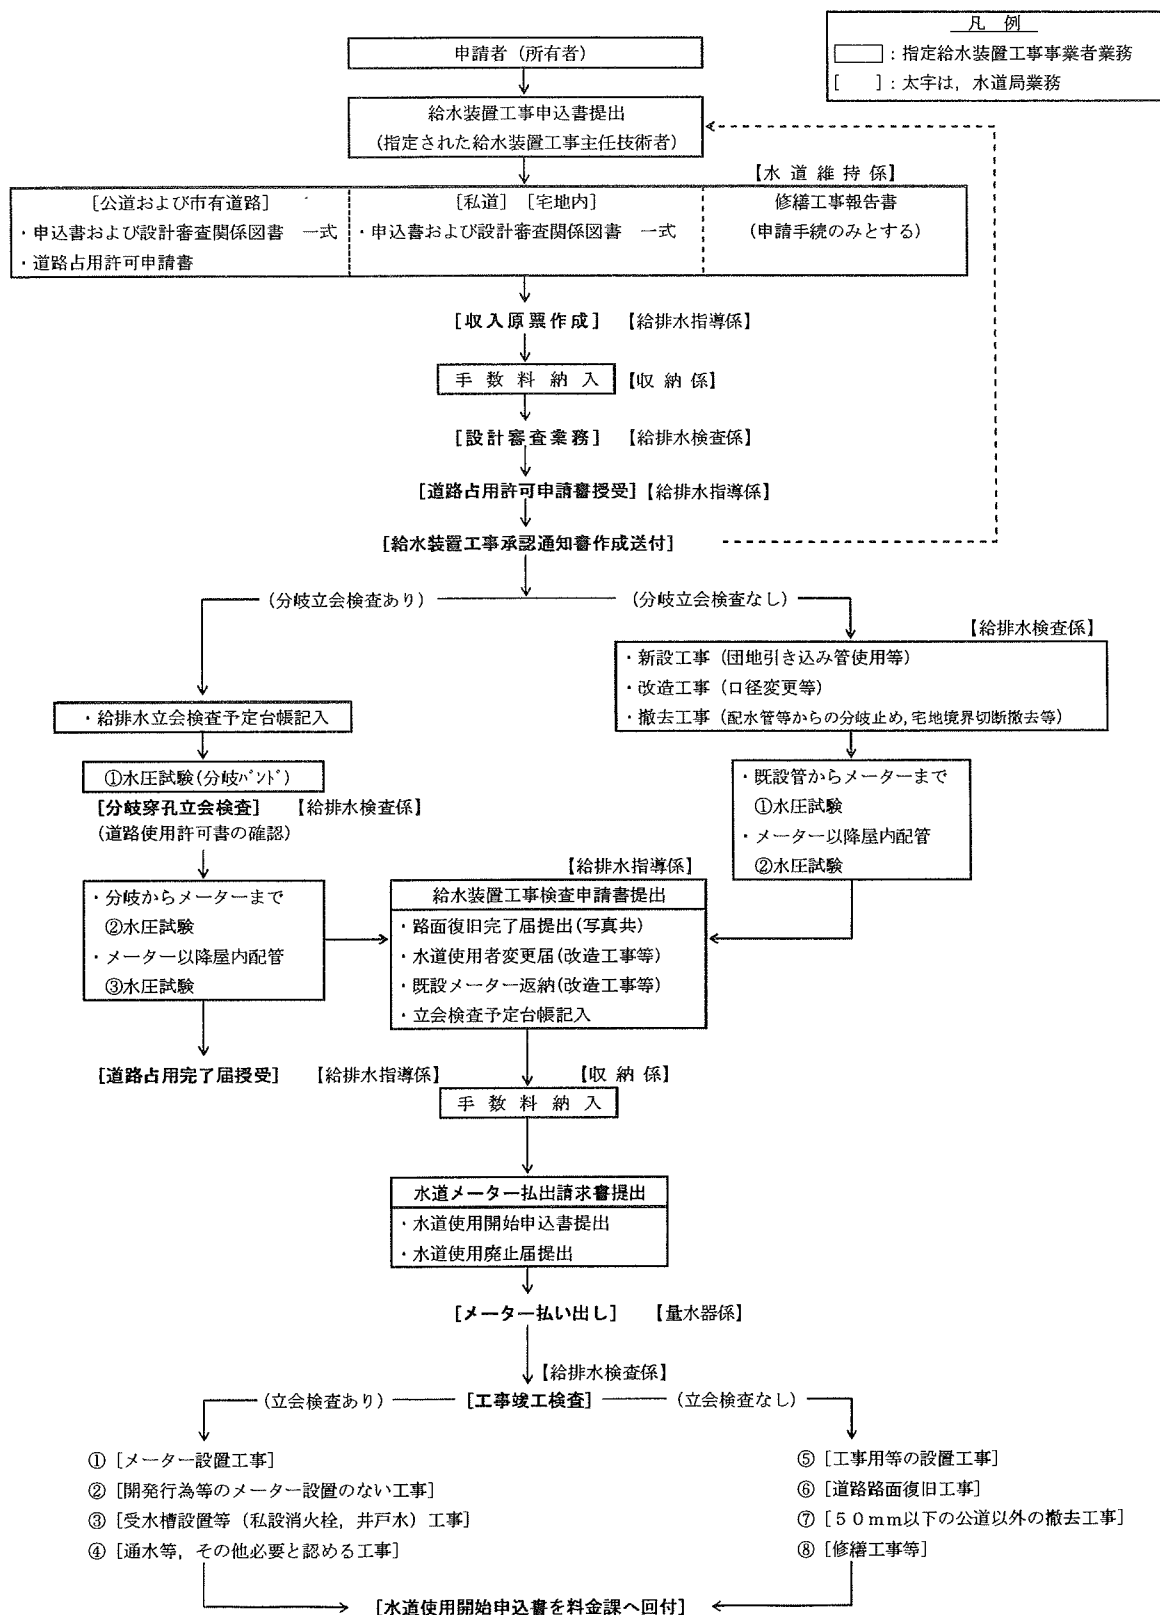 凡 例
：指定給水装置工事事業者業務
［ ］：太字は，水道局業務
申請者（所有者）
給水装置工事申込書提出
（指定された給水装置工事主任技術者）
【水 道 維 持 係】
［公道および市有道路］
・申込書および設計審査関係図書 一式
・道路占用許可申請書
［私道］［宅地内］
・申込書および設計審査関係図書 一式
修繕工事報告書
（申請手続のみとする）
［収入原票作成］ 【給排水指導係】
手 数 料 納 入 【収 納 係】
［設計審査業務］ 【給排水検査係】
［道路占用許可申請書授受］【給排水指導係】
［給水装置工事承認通知書作成送付］
（分岐立会検査あり） （分岐立会検査なし）
【給排水検査係】
・新設工事（団地引き込み管使用等）
・改造工事（口径変更等）
・撤去工事（配水管等からの分岐止め，宅地境界切断撤去等）
・給排水立会検査予定台帳記入
①水圧試験(分岐ﾊﾞﾝﾄﾞ)
［分岐穿孔立会検査］ 【給排水検査係】
（道路使用許可書の確認）
・既設管からメーターまで
①水圧試験
・メーター以降屋内配管
②水圧試験
・分岐からメーターまで
②水圧試験
・メーター以降屋内配管
③水圧試験
【給排水指導係】
給水装置工事検査申請書提出
・路面復旧完了届提出(写真共)
・水道使用者変更届(改造工事等)
・既設メーター返納(改造工事等)
・立会検査予定台帳記入
［道路占用完了届授受］ 【給排水指導係】
【収 納 係】
手 数 料 納 入
水道メーター払出請求書提出
・水道使用開始申込書提出
・水道使用廃止届提出
［メーター払い出し］ 【量水器係】
【給排水検査係】
（立会検査あり） ［工事竣工検査］ （立会検査なし）
①［メーター設置工事］
②［開発行為等のメーター設置のない工事］
③［受水槽設置等（私設消火栓，井戸水）工事］
④［通水等，その他必要と認める工事］
⑤［工事用等の設置工事］
⑥［道路路面復旧工事］
⑦［５０mm以下の公道以外の撤去工事］
⑧［修繕工事等］
［水道使用開始申込書を料金課へ回付］